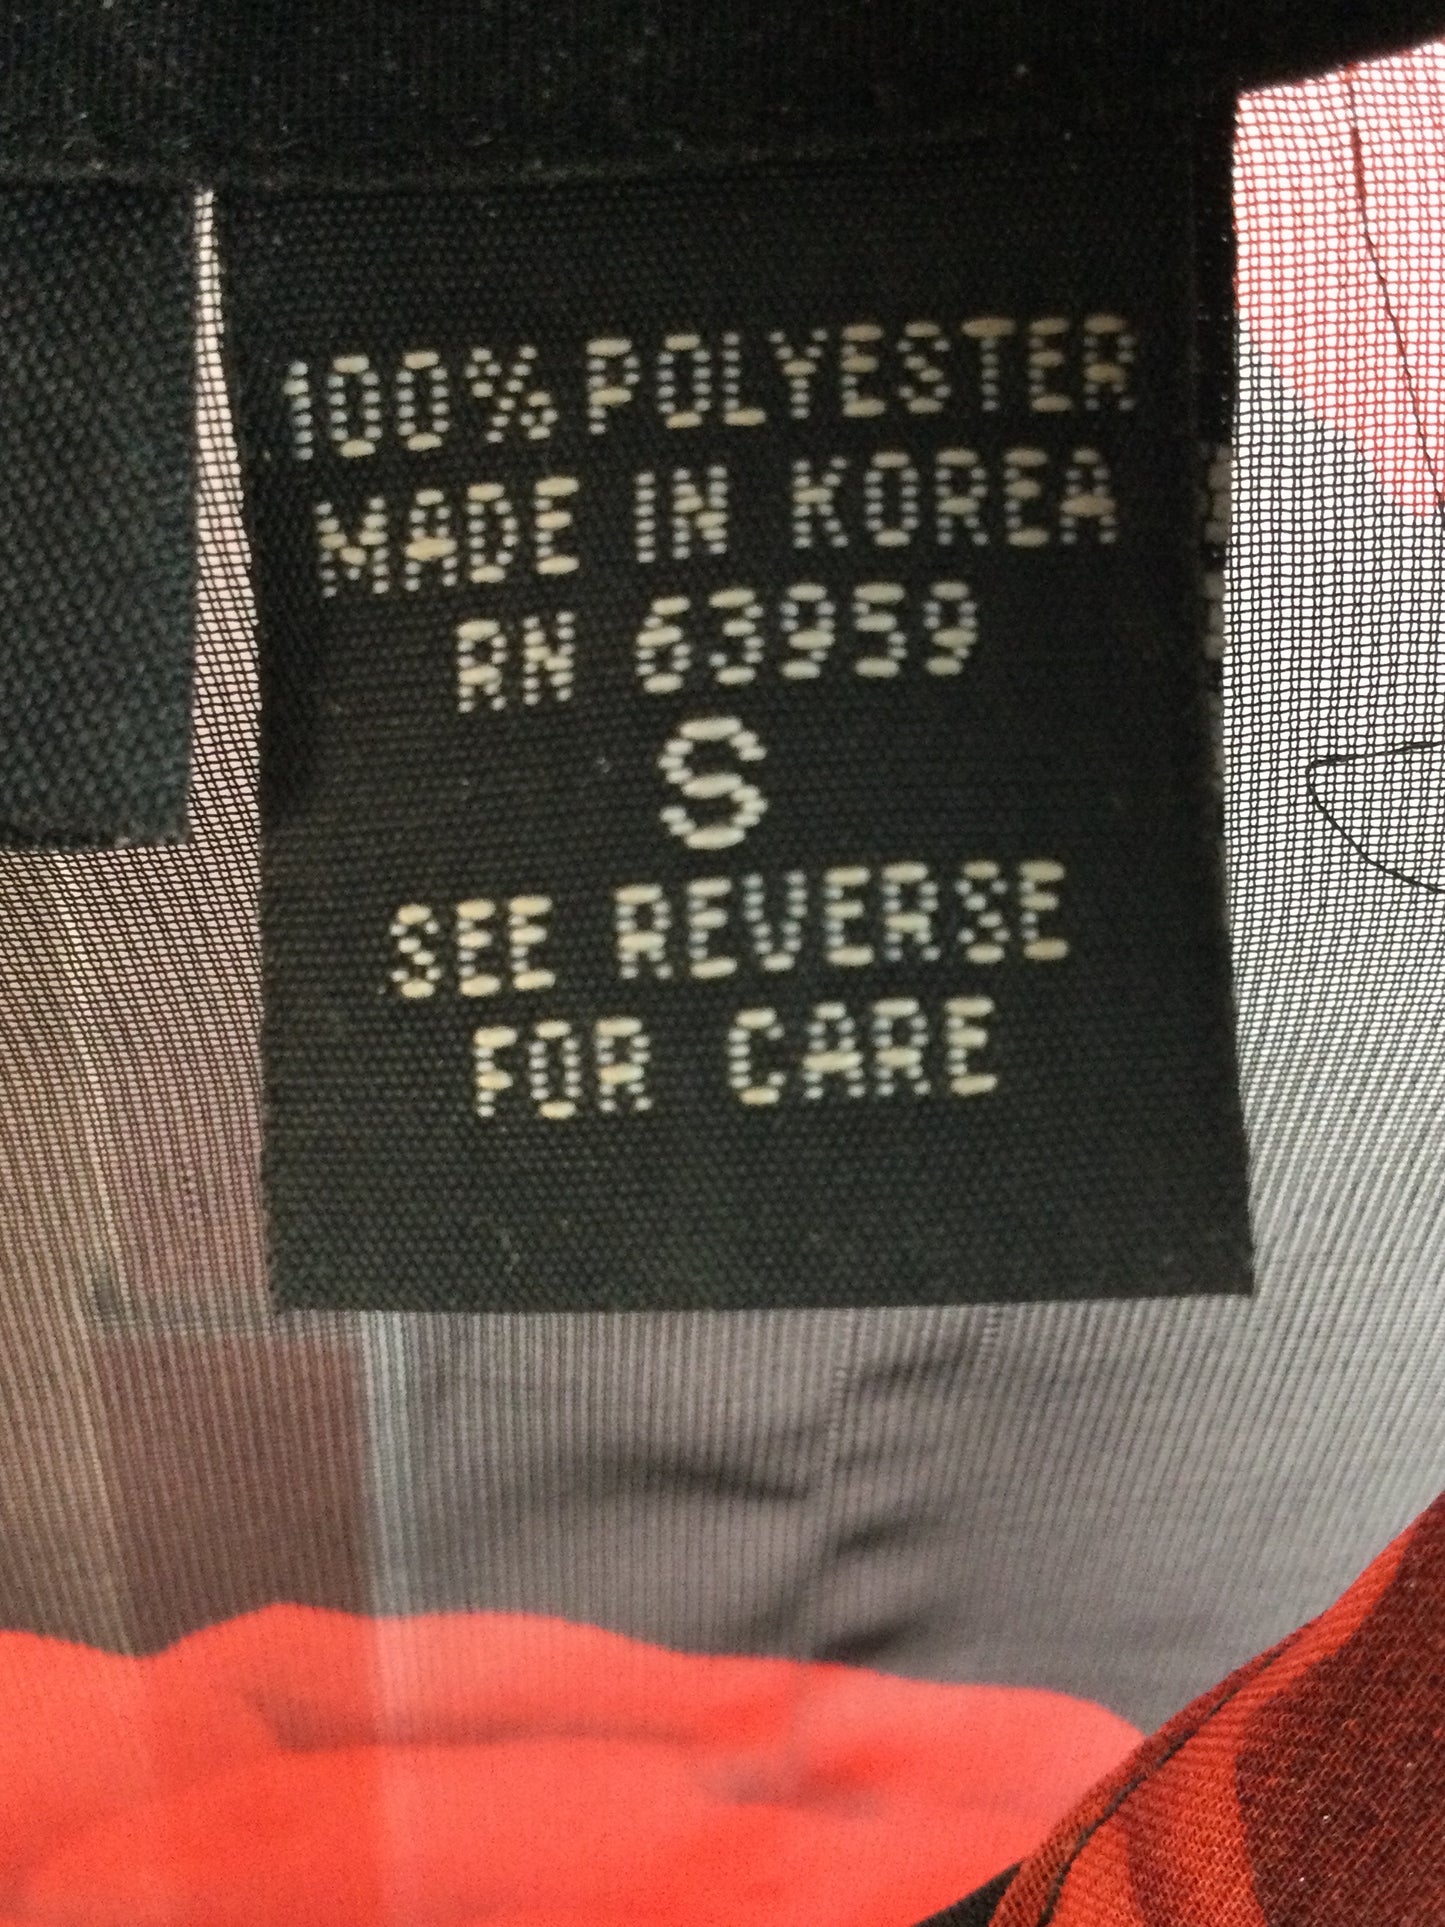 100% POLYESTER
MADE IN KOREA
RN 63959
S
SEE REVERSE
FOR CARE